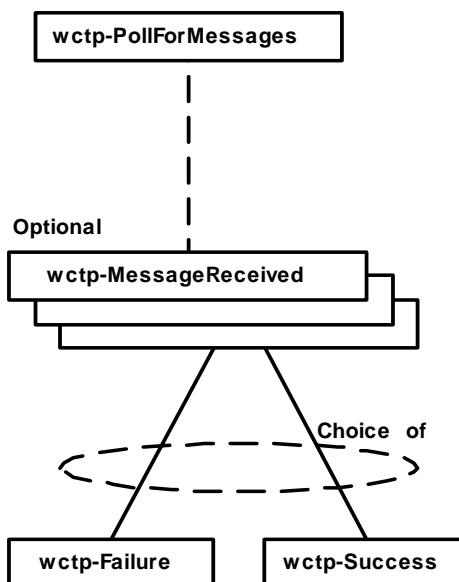 wctp-PollForMessages
Optional
wctp-MessageReceived
Choice of
wctp-Failure
wctp-Success